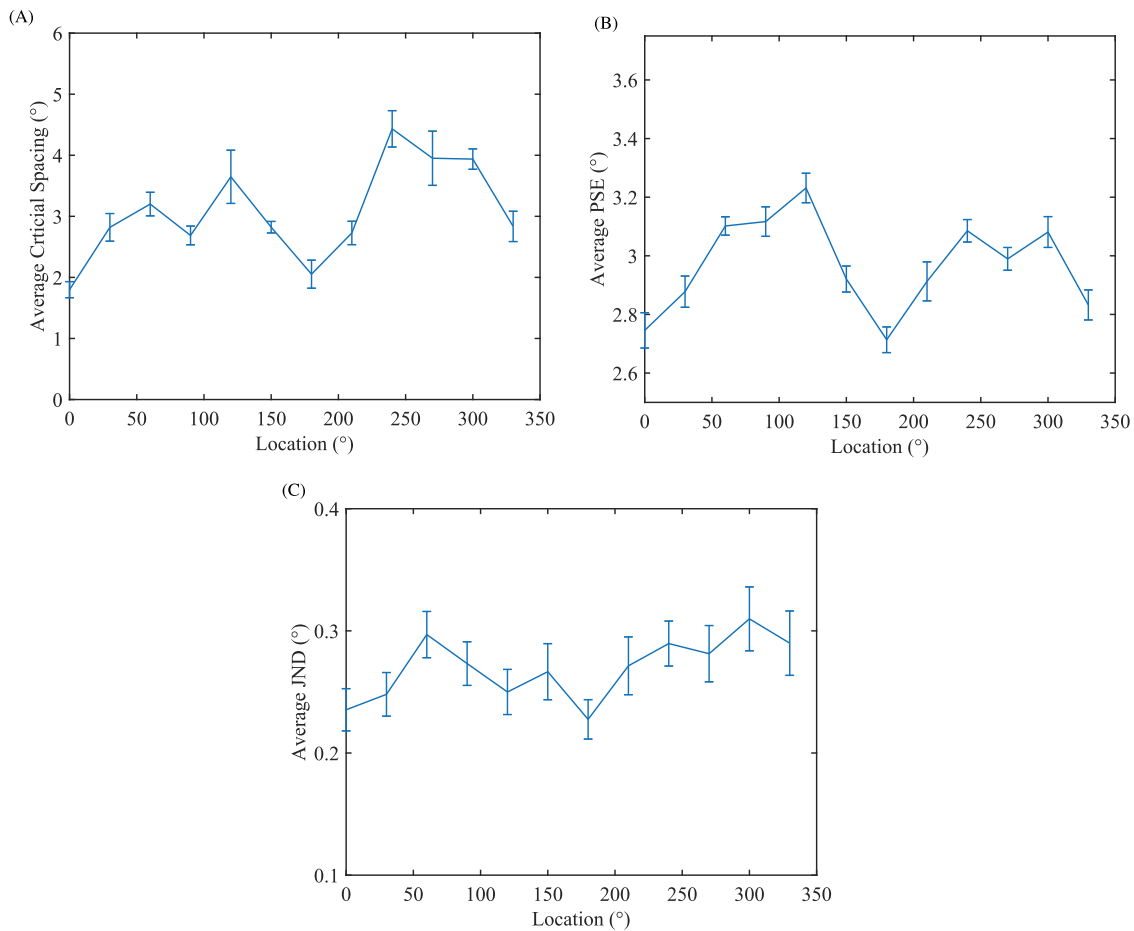 (A)
6
5
4
3
2
1
0
Average Crticial Spacing (°)
0 50 100 150 200 250 300 350
Location (°)
(B)
3.6
3.4
3.2
3
2.8
2.6
Average PSE (°)
0 50 100 150 200 250 300 350
Location (°)
(C)
0.4
0.3
0.2
0.1
Average JND (°)
0 50 100 150 200 250 300 350
Location (°)